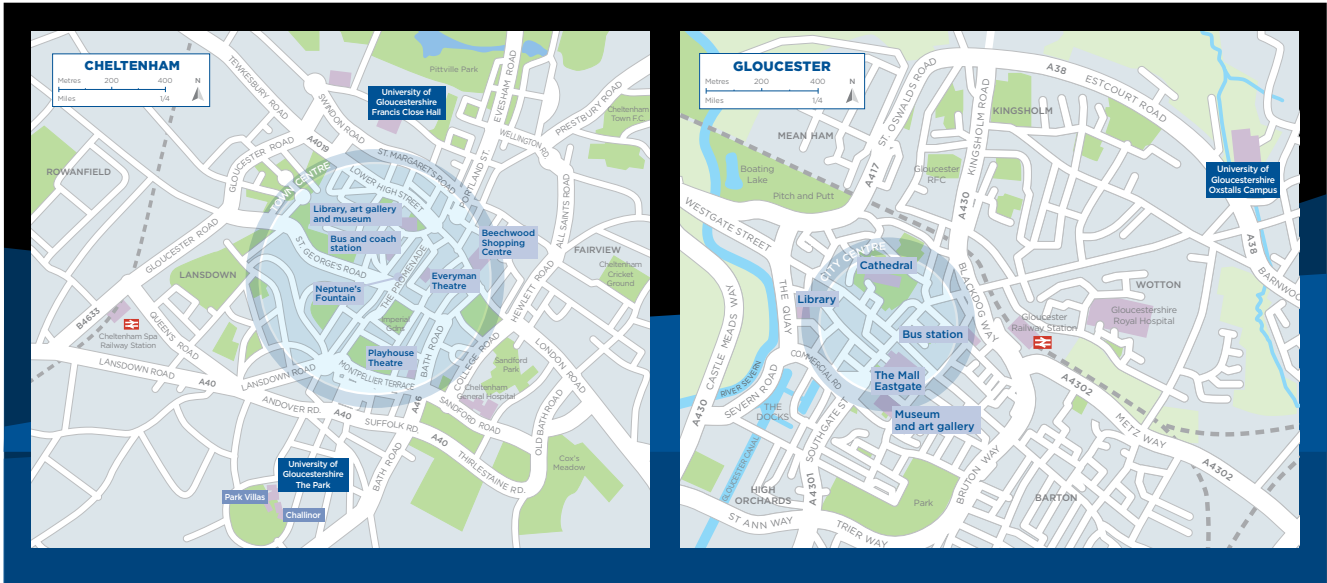 CHELTENHAM
Metres 200 400 N
Miles 1/4
TEWKESBURY ROAD
SWINDON ROAD
University of
Gloucestershire
Francis Close Hall
Pittville Park
EVESHAM ROAD
PRESTBURY ROAD
Cheltenham
Town F.C.
WELLINGTON RD
A4019
GLOUCESTER ROAD
ST. MARGARET'S ROAD
PORTLAND ST.
ROWANFIELD
TOWN CENTRE
LOWER HIGH STREET
ALL SAINTS ROAD
Library, art gallery
and museum
Bus and coach
station
Beechwood
Shopping
Centre
FAIRVIEW
GLOUCESTER ROAD
ST. GEORGE'S ROAD
THE PROMENADE
LANSDOWN
Everyman
Theatre
Cheltenham
Cricket
Ground
Neptune's
Fountain
HEWLETT ROAD
B4633
QUEENS ROAD
Imperial
Gdns
Cheltenham Spa
Railway Station
BATH ROAD
COLLEGE ROAD
LONDON ROAD
Playhouse
Theatre
Sandford
Park
LANSDOWN ROAD
A40
LANSDOWN ROAD
MONTPELLIER TERRACE
Cheltenham
General Hospital
ANDOVER RD.
A40
A46
SANDFORD ROAD
SUFFOLK RD.
A40
OLD BATH ROAD
THIRLESTAINE RD.
BATH ROAD
Cox's
Meadow
University of
Gloucestershire
The Park
Park Villas
Challinor
GLOUCESTER
Metres 200 400 N
Miles 1/4
ST. OSWALDS ROAD
A38
ESTCOURT ROAD
KINGSHOLM
KINGSHOLM ROAD
MEAN HAM
Boating
Lake
Pitch and Putt
A417
Gloucester
RFC
University of
Gloucestershire
Oxstalls Campus
A430
WESTGATE STREET
A38
BARNWOO
CITY CENTRE
Cathedral
BLACKDOG WAY
WOTTON
CASTLE MEADS WAY
THE QUAY
Library
Bus station
Gloucester
Railway Station
Gloucestershire
Royal Hospital
COMMERCIAL RD
RIVER SEVERN
The Mall
Eastgate
A4302
A430
SEVERN ROAD
THE
DOCKS
SOUTHGATE ST
Museum
and art gallery
METZ WAY
GLOUCESTER CANAL
A4302
BRUTON WAY
HIGH
ORCHARDS
A4301
Park
BARTON
ST ANN WAY
TRIER WAY